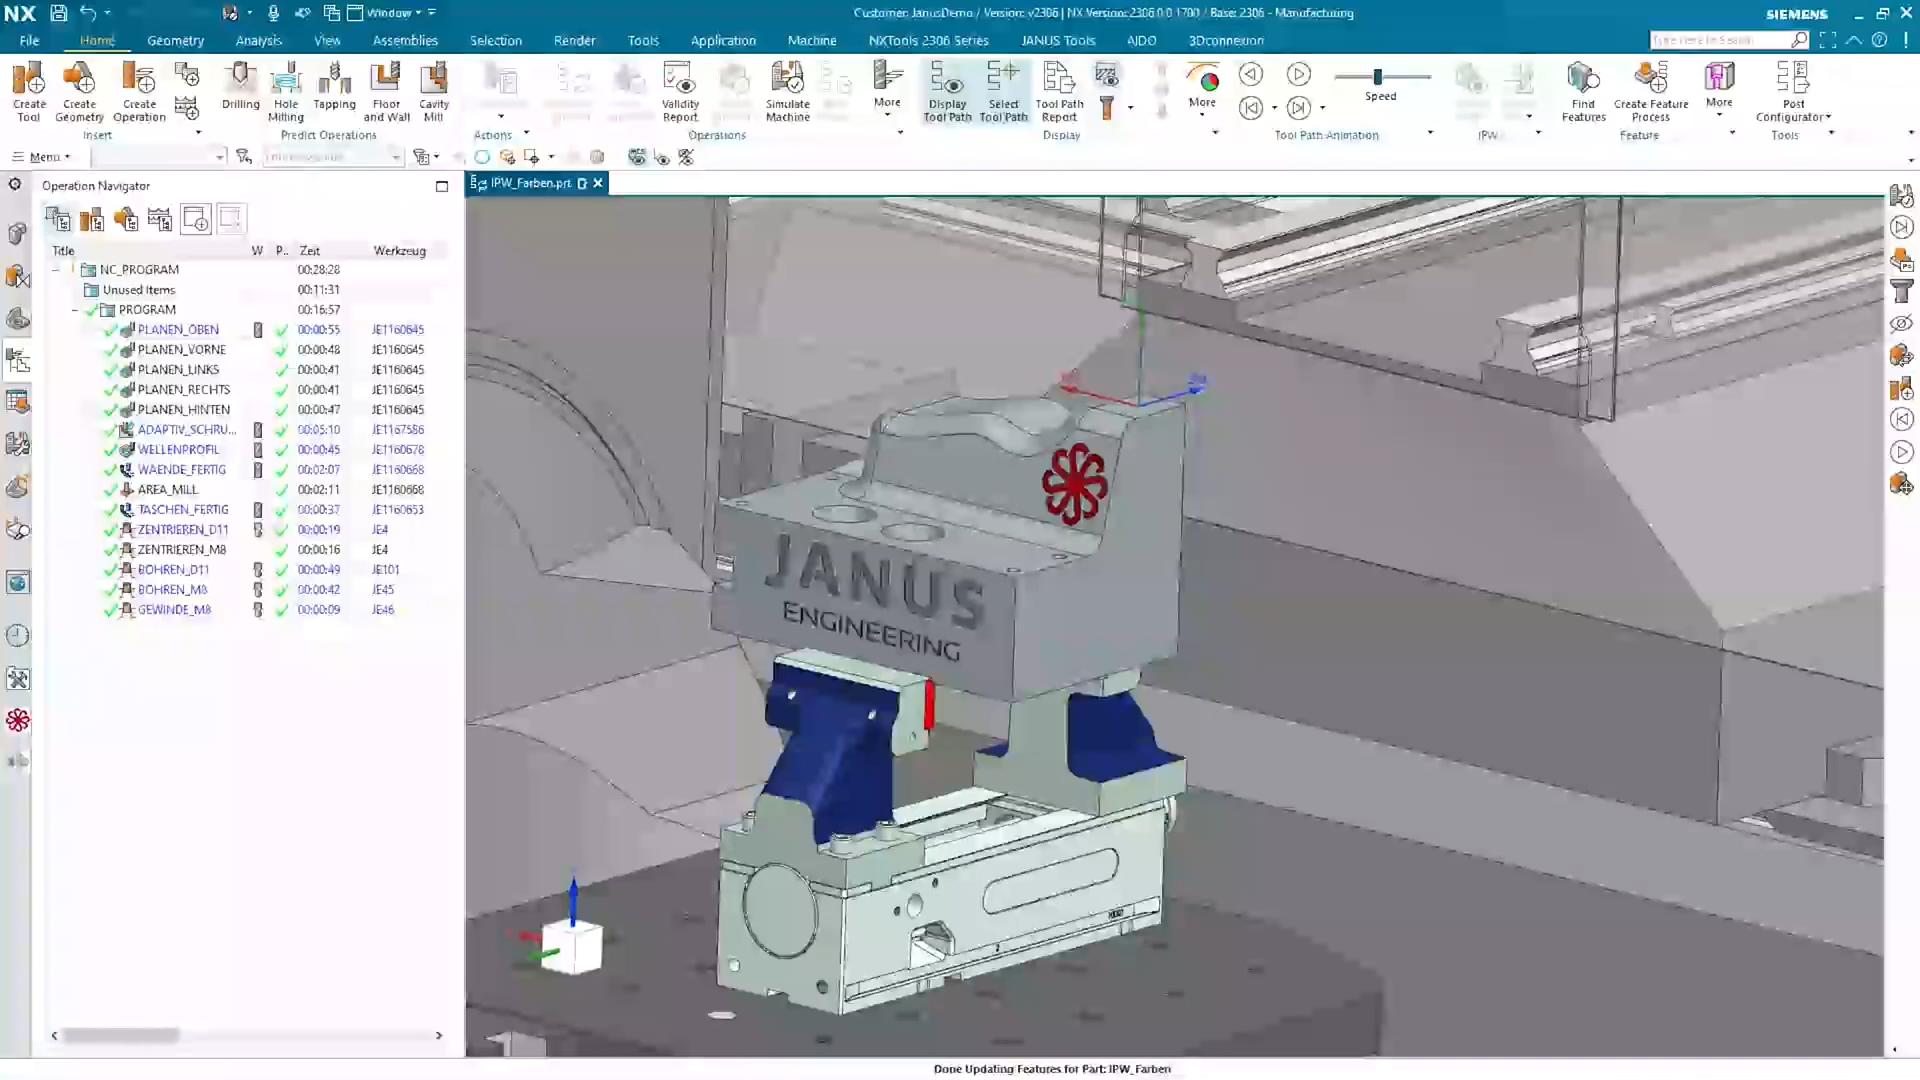 NX
Window
Customer: JanusDemo / Version: v2306 | NX Version: 2306.0.0.1700 / Base: 2306 - Manufacturing
SIEMENS
File Home Geometry Analysis View Assemblies Selection Render Tools Application Machine NXTools 2306 Series JANUS Tools AJDO 3Dconnexion
Type here to Search
Create Tool
Create Geometry
Create Operation
Insert
Drilling
Hole Milling
Tapping
Floor and Wall
Cavity Mill
Predict Operations
Actions
Validity Report
Simulate Machine
More
Operations
Display Tool Path
Select Tool Path
Tool Path Report
Display
More
Speed
Tool Path Animation
IPW
Find Features
Create Feature Process
More
Feature
Post Configurator
Tools
Menu
Operation Navigator
IPW_Farben.prt
Title W P.. Zeit Werkzeug
NC_PROGRAM 00:28:28
Unused Items 00:11:31
PROGRAM 00:16:57
PLANEN_OBEN 00:00:55 JE1160645
PLANEN_VORNE 00:00:48 JE1160645
PLANEN_LINKS 00:00:41 JE1160645
PLANEN_RECHTS 00:00:41 JE1160645
PLANEN_HINTEN 00:00:47 JE1160645
ADAPTIV_SCHRU... 00:05:10 JE1167586
WELLENPROFIL 00:00:45 JE1160678
WAENDE_FERTIG 00:02:07 JE1160668
AREA_MILL 00:02:11 JE1160668
TASCHEN_FERTIG 00:00:37 JE1160653
ZENTRIEREN_D11 00:00:19 JE4
ZENTRIEREN_M8 00:00:16 JE4
BOHREN_D11 00:00:49 JE101
BOHREN_M8 00:00:42 JE45
GEWINDE_M8 00:00:09 JE46
JANUS
ENGINEERING
Done Updating Features for Part: IPW_Farben